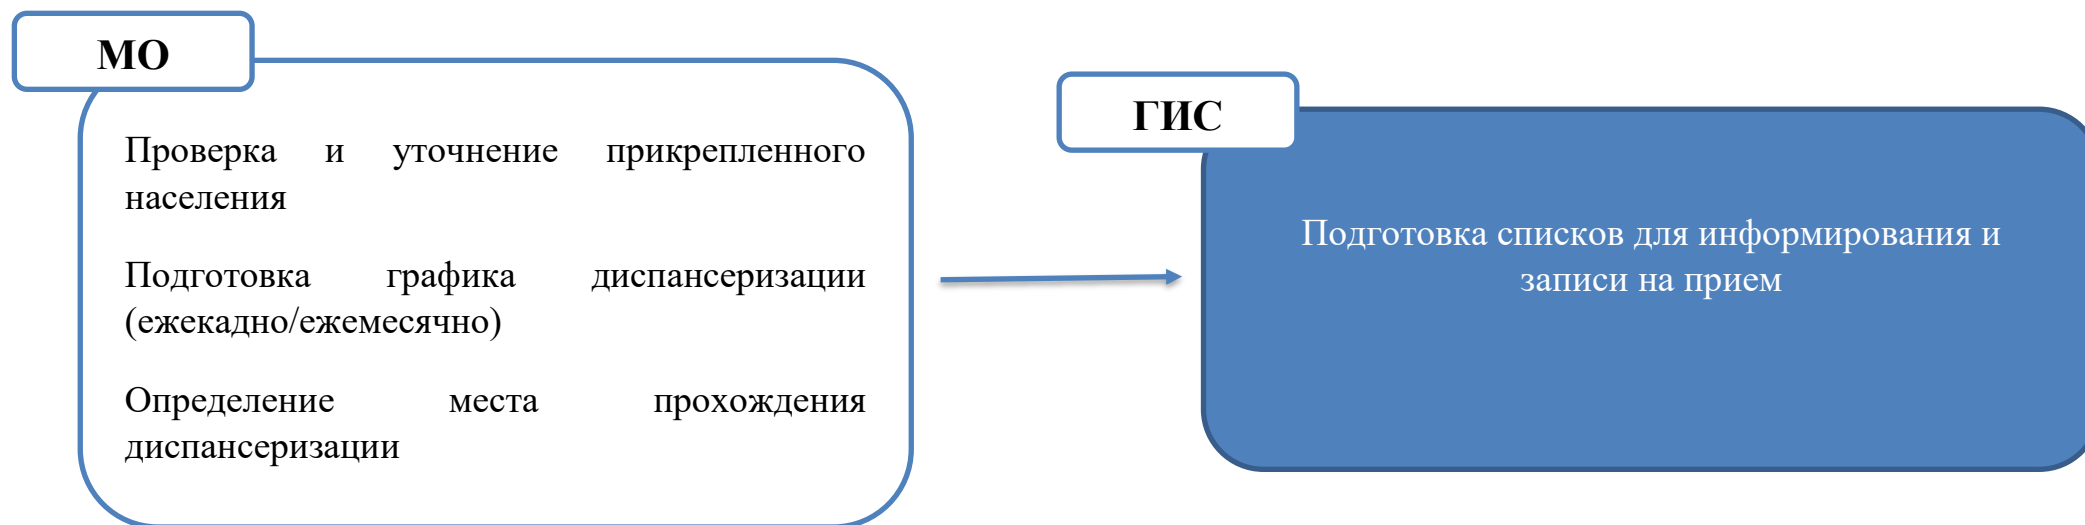 МО
Проверка и уточнение прикрепленного
населения
Подготовка графика диспансеризации
(ежекадно/ежемесячно)
Определение места прохождения
диспансеризации
ГИС
Подготовка списков для информирования и
записи на прием